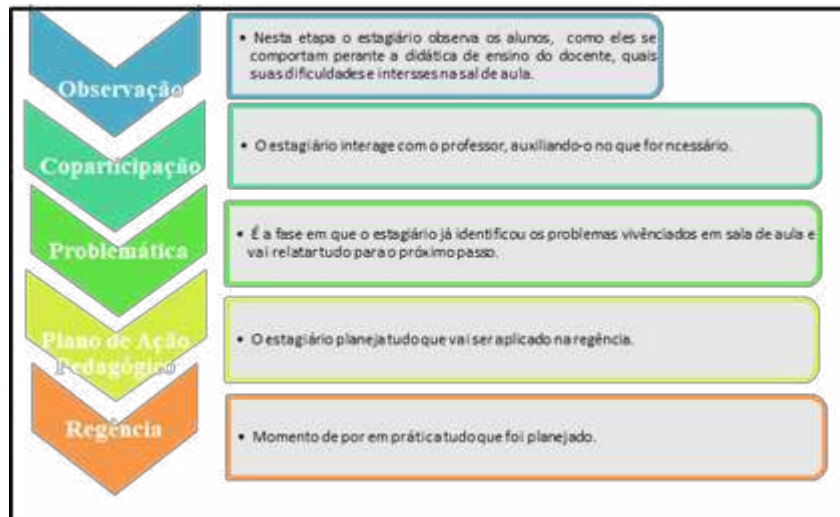 Observação
• Nesta etapa o estagiário observa os alunos, como eles se
comportam perante a didática de ensino do docente, quais
suas dificuldades e intersses na sal de aula.
Coparticipação
• O estagiário interage com o professor, auxiliando-o no que for ncessário.
Problemática
• É a fase em que o estagiário já identificou os problemas vivênciados em sala de aula e
vai relatar tudo para o próximo passo.
Plano de Ação
Pedagógico
• O estagiário planeja tudo que vai ser aplicado na regência.
Regência
• Momento de por em prática tudo que foi planejado.